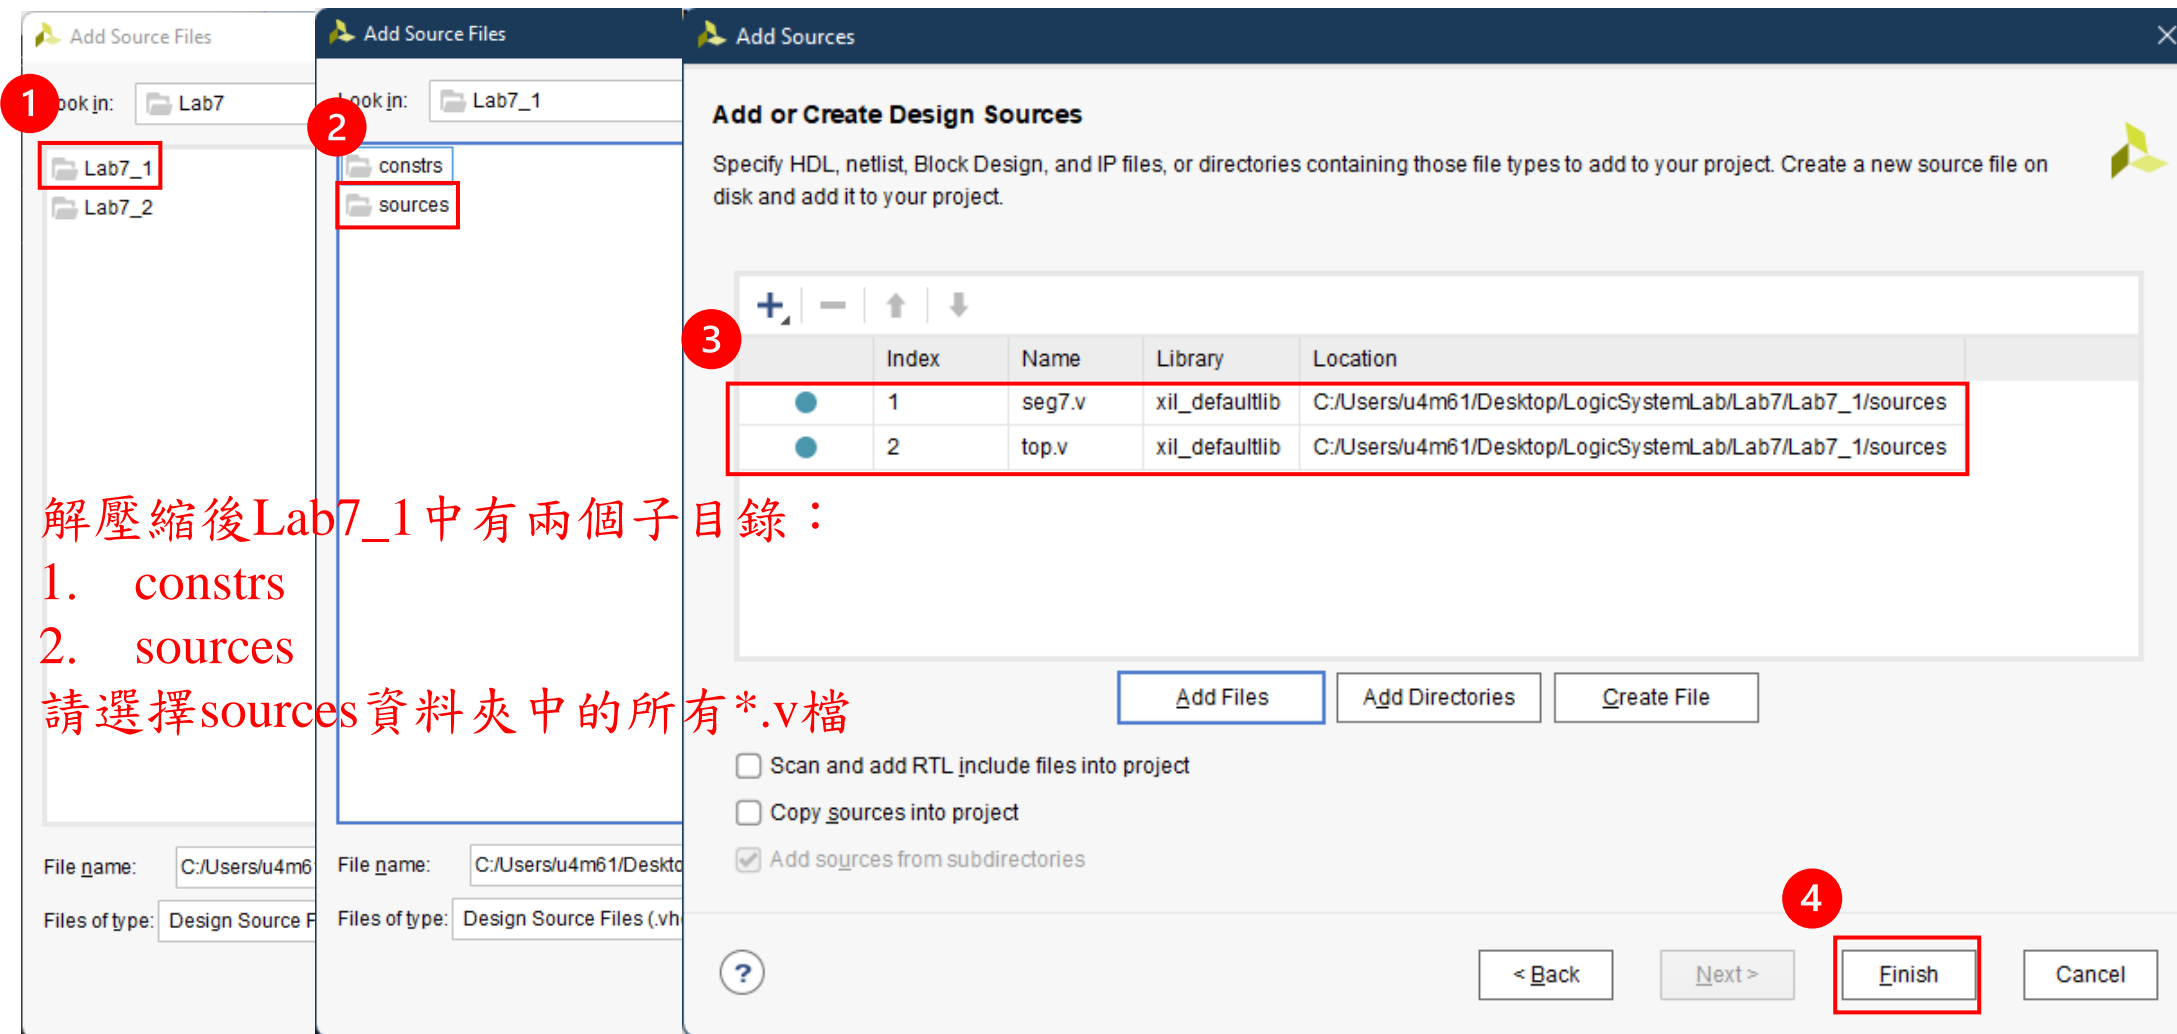 Add Source Files
1
ook in:
Lab7
Lab7_1
Lab7_2
File name:
C:/Users/u4m6
Files of type:
Design Source F
Add Source Files
2
ook in:
Lab7_1
constrs
sources
File name:
C:/Users/u4m61/Deskto
Files of type:
Design Source Files (.vh
Add Sources
Add or Create Design Sources
Specify HDL, netlist, Block Design, and IP files, or directories containing those file types to add to your project. Create a new source file on
disk and add it to your project.
3
Index Name Library Location
1 seg7.v xil_defaultlib C:/Users/u4m61/Desktop/LogicSystemLab/Lab7/Lab7_1/sources
2 top.v xil_defaultlib C:/Users/u4m61/Desktop/LogicSystemLab/Lab7/Lab7_1/sources
解壓縮後Lab7_1中有兩個子目錄：
1. constrs
2. sources
請選擇sources資料夾中的所有*.v檔
Add Files Add Directories Create File
Scan and add RTL include files into project
Copy sources into project
Add sources from subdirectories
4
? < Back Next > Finish Cancel